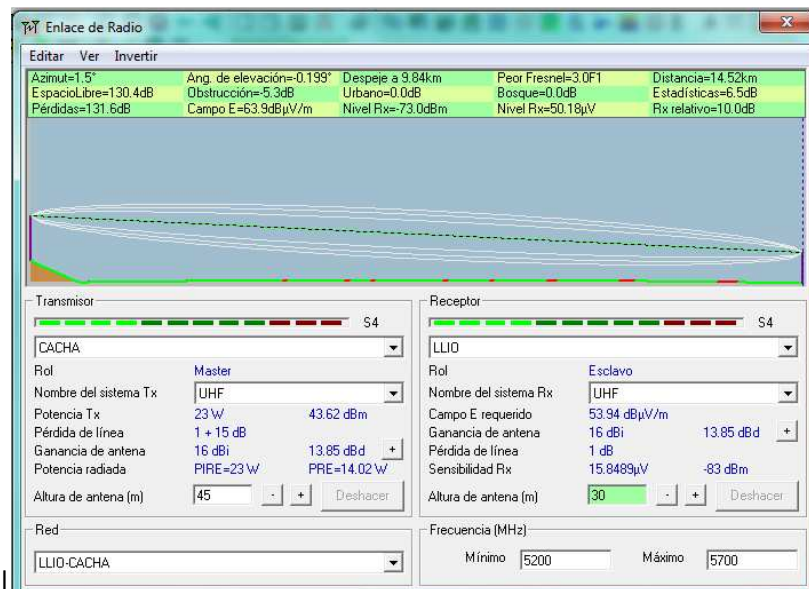 Enlace de Radio
Editar Ver Invertir
Azimut=1.5° Ang. de elevación=-0.199° Despeje a 9.84km Peor Fresnel=3.0F1 Distancia=14.52km
EspacioLibre=130.4dB Obstrucción=-5.3dB Urbano=0.0dB Bosque=0.0dB Estadísticas=6.5dB
Pérdidas=131.6dB Campo E=63.9dBµV/m Nivel Rx=-73.0dBm Nivel Rx=50.18µV Rx relativo=10.0dB
Transmisor
S4
CACHA
Rol Master
Nombre del sistema Tx UHF
Potencia Tx 23 W 43.62 dBm
Pérdida de línea 1 + 15 dB
Ganancia de antena 16 dBi 13.85 dBd +
Potencia radiada PIRE=23 W PRE=14.02 W
Altura de antena (m) 45 - + Deshacer
Receptor
S4
LLIO
Rol Esclavo
Nombre del sistema Rx UHF
Campo E requerido 53.94 dBµV/m
Ganancia de antena 16 dBi 13.85 dBd +
Pérdida de línea 1 dB
Sensibilidad Rx 15.8489µV -83 dBm
Altura de antena (m) 30 - + Deshacer
Red
LLIO-CACHA
Frecuencia (MHz)
Mínimo 5200 Máximo 5700